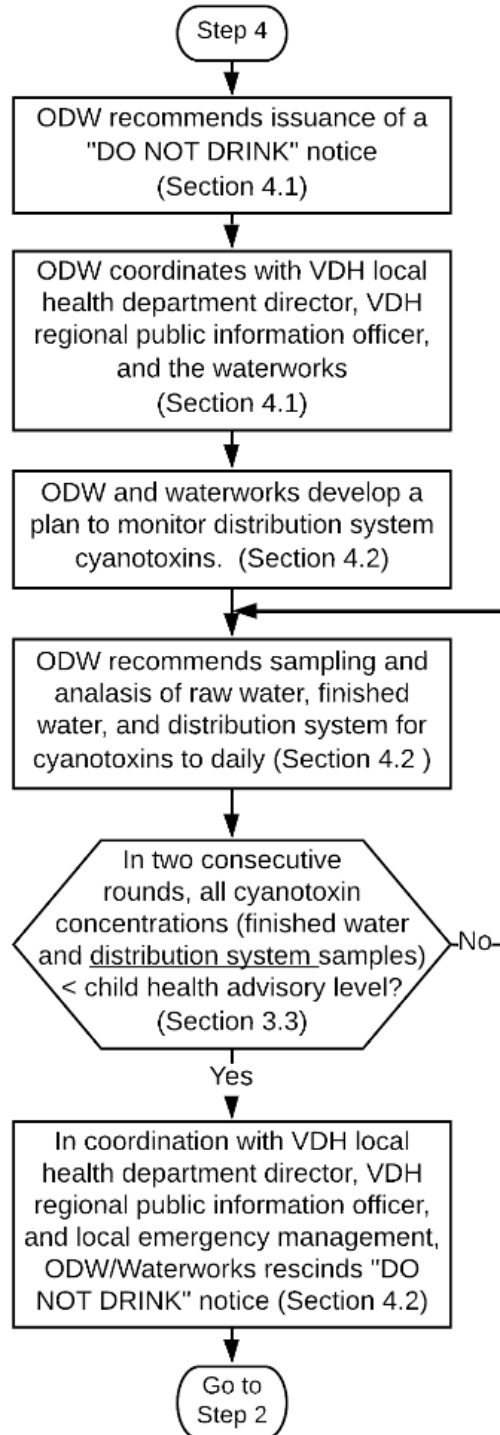 Step 4
ODW recommends issuance of a
"DO NOT DRINK" notice
(Section 4.1)
ODW coordinates with VDH local
health department director, VDH
regional public information officer,
and the waterworks
(Section 4.1)
ODW and waterworks develop a
plan to monitor distribution system
cyanotoxins. (Section 4.2)
ODW recommends sampling and
analasis of raw water, finished
water, and distribution system for
cyanotoxins to daily (Section 4.2 )
In two consecutive
rounds, all cyanotoxin
concentrations (finished water
and distribution system samples)
< child health advisory level?
(Section 3.3)
No
Yes
In coordination with VDH local
health department director, VDH
regional public information officer,
and local emergency management,
ODW/Waterworks rescinds "DO
NOT DRINK" notice (Section 4.2)
Go to
Step 2